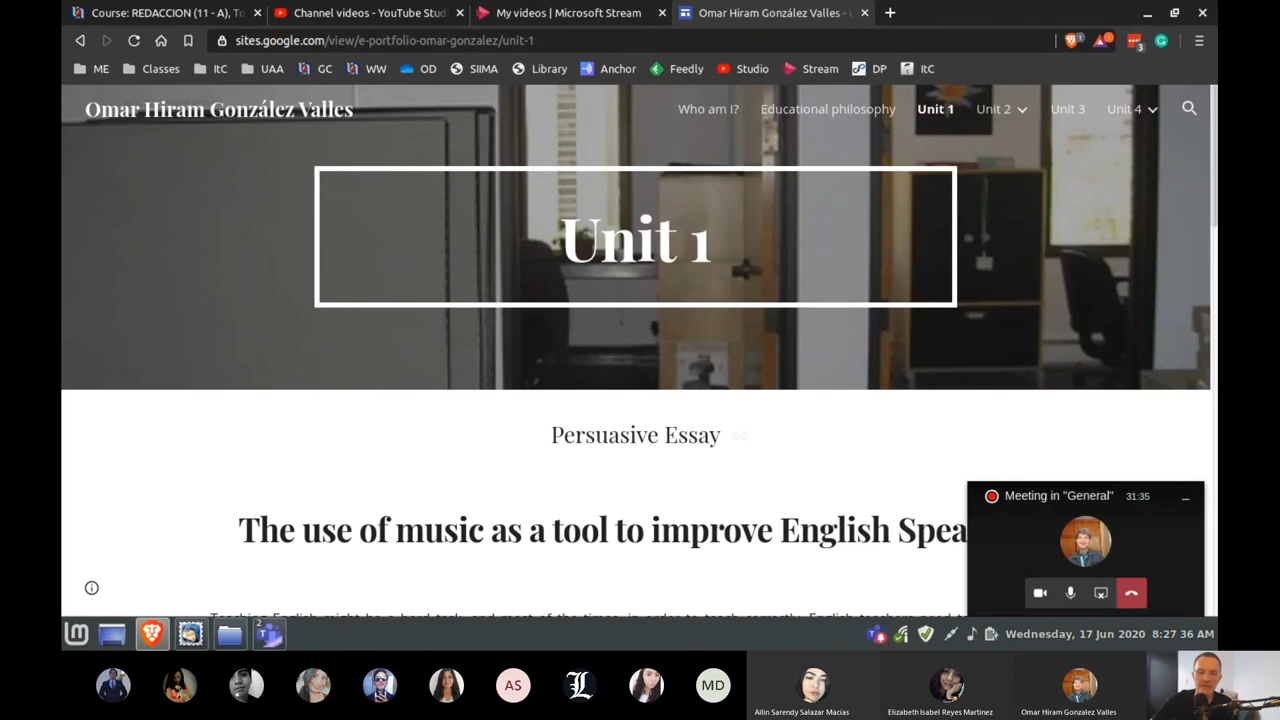 Course: REDACCION (11 - A), To
Channel videos - YouTube Stud
My videos | Microsoft Stream
Omar Hiram González Valles -
sites.google.com/view/e-portfolio-omar-gonzalez/unit-1
1
3
ME
Classes
ItC
UAA
GC
WW
OD
SIIMA
Library
Anchor
Feedly
Studio
Stream
DP
ItC
Omar Hiram González Valles
Who am I?
Educational philosophy
Unit 1
Unit 2
Unit 3
Unit 4
Unit 1
Persuasive Essay
The use of music as a tool to improve English Spea
Meeting in "General"
31:35
2
Wednesday, 17 Jun 2020
8:27:36 AM
AS
L
MD
Ailin Sarendy Salazar Macias
Elizabeth Isabel Reyes Martinez
Omar Hiram Gonzalez Valles